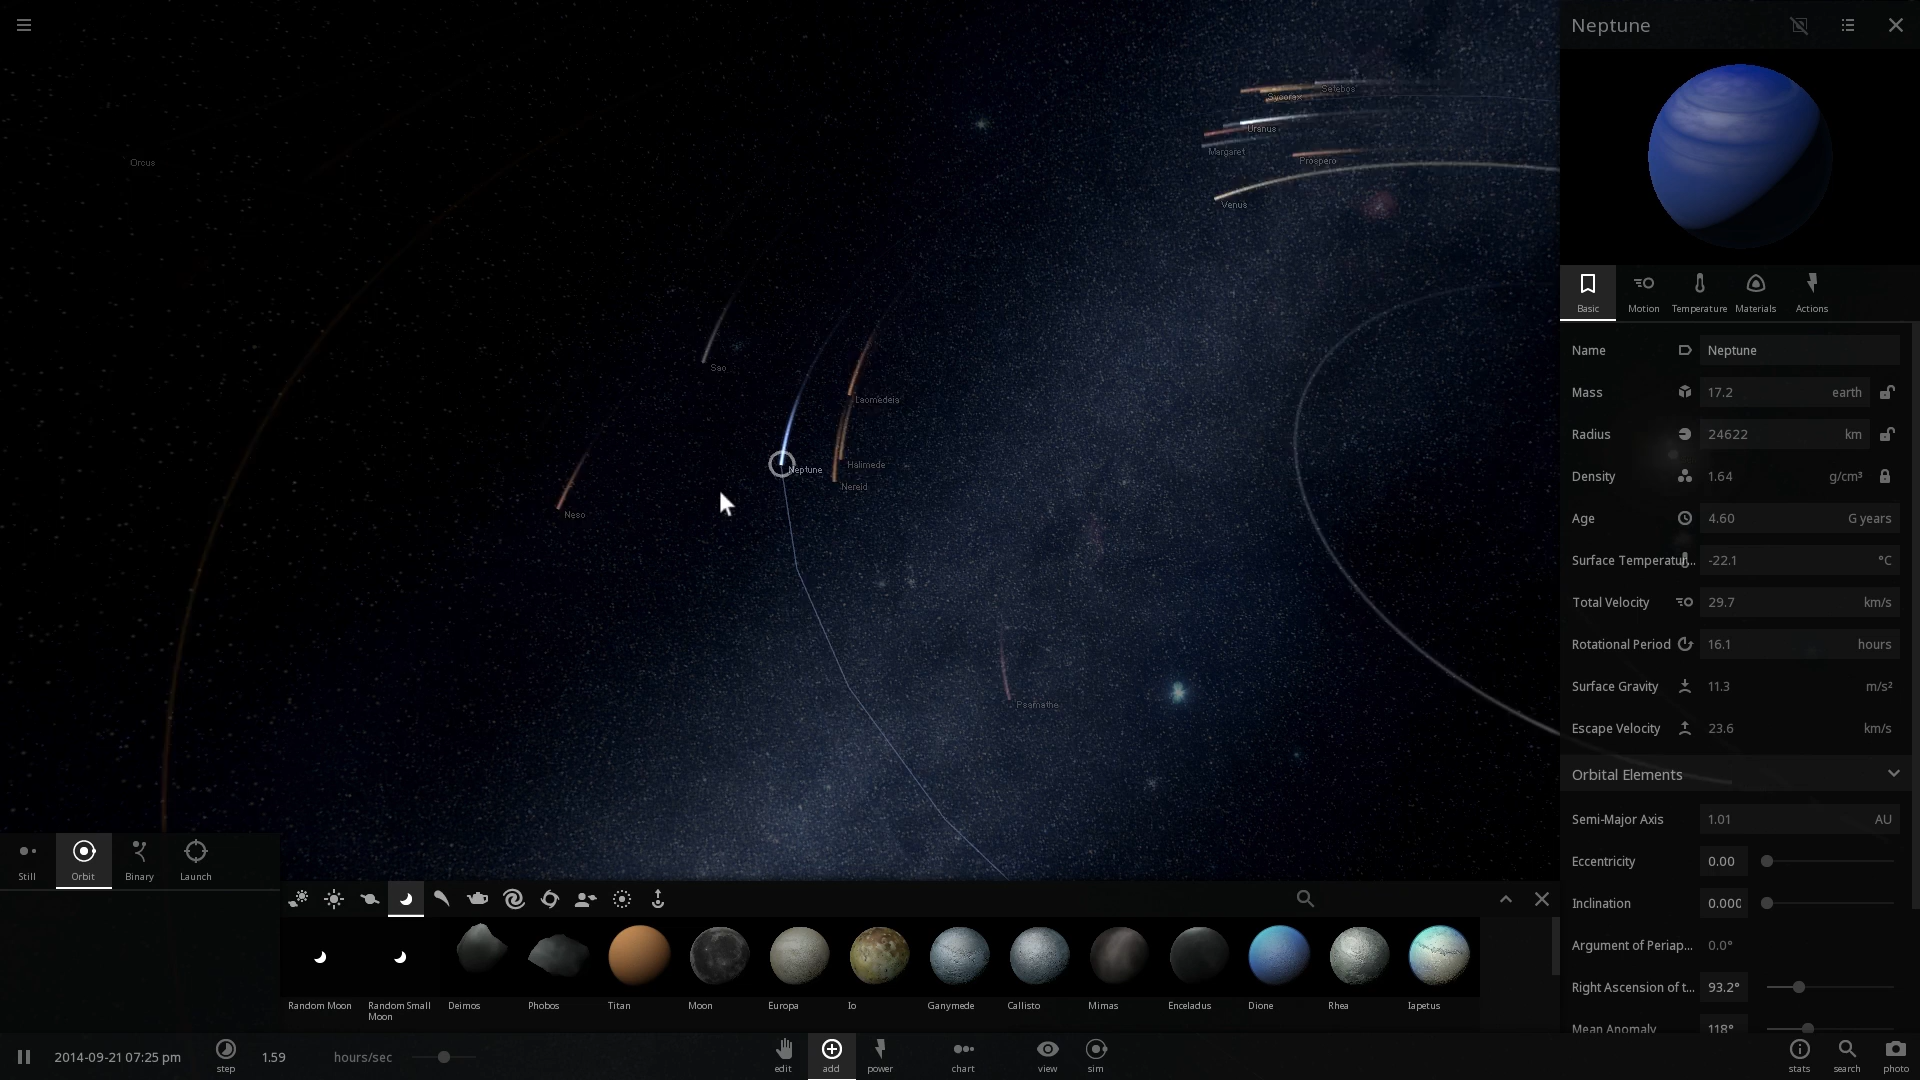 Neptune
Orcus
Sycorax
Setebos
Uranus
Margaret
Prospero
Venus
Sao
Laomedeia
Neptune
Halimede
Nereid
Neso
Psamathe
Basic
Motion
Temperature
Materials
Actions
Name Neptune
Mass 17.2 earth
Radius 24622 km
Density 1.64 g/cm³
Age 4.60 G years
Surface Temperatur... -22.1 °C
Total Velocity 29.7 km/s
Rotational Period 16.1 hours
Surface Gravity 11.3 m/s²
Escape Velocity 23.6 km/s
Orbital Elements
Semi-Major Axis 1.01 AU
Eccentricity 0.00
Inclination 0.000
Argument of Periap... 0.0°
Right Ascension of t... 93.2°
Mean Anomaly 118°
Still
Orbit
Binary
Launch
Random Moon
Random Small
Moon
Deimos
Phobos
Titan
Moon
Europa
Io
Ganymede
Callisto
Mimas
Enceladus
Dione
Rhea
Iapetus
2014-09-21 07:25 pm
step
1.59 hours/sec
edit
add
power
chart
view
sim
stats
search
photo